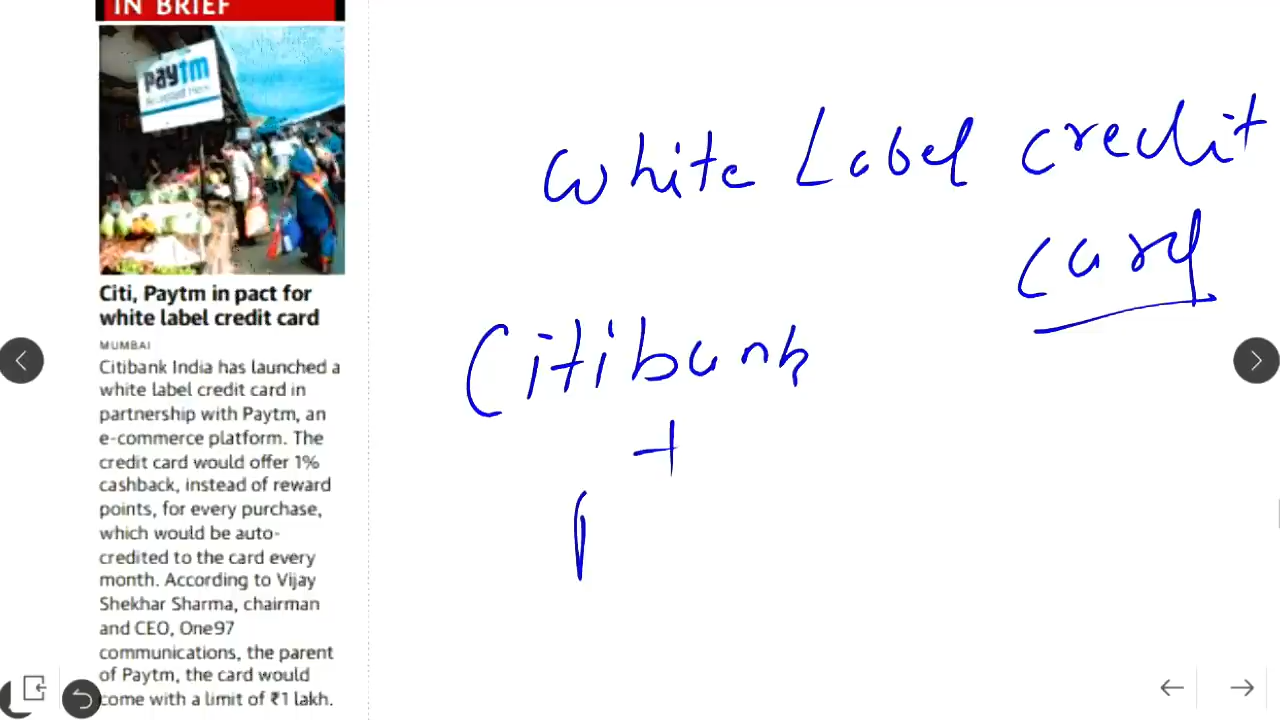 IN BRIEF
paytm
Accepted Here
Citi, Paytm in pact for
white label credit card
MUMBAI
Citibank India has launched a
white label credit card in
partnership with Paytm, an
e-commerce platform. The
credit card would offer 1%
cashback, instead of reward
points, for every purchase,
which would be auto-
credited to the card every
month. According to Vijay
Shekhar Sharma, chairman
and CEO, One97
communications, the parent
of Paytm, the card would
come with a limit of ₹1 lakh.
White Label credit
card
Citibank
+